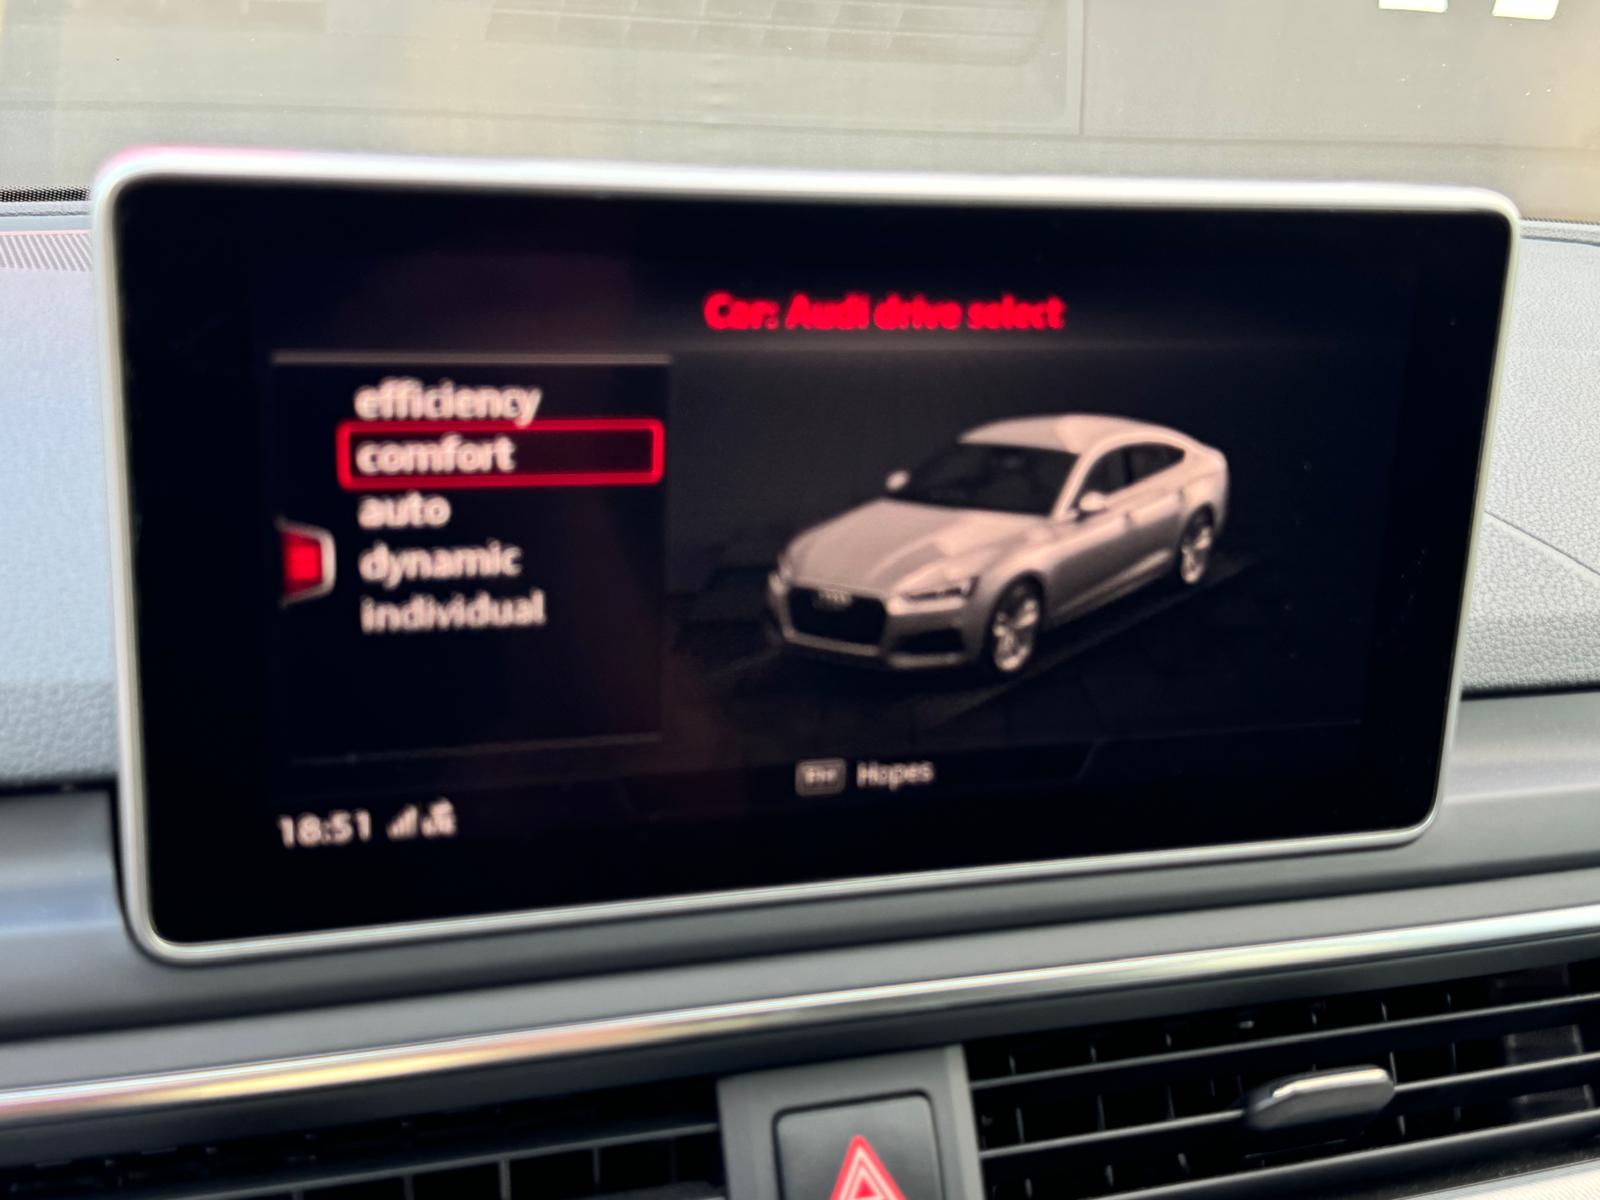 Car: Audi drive select
efficiency
comfort
auto
dynamic
individual
Hopes
18:51